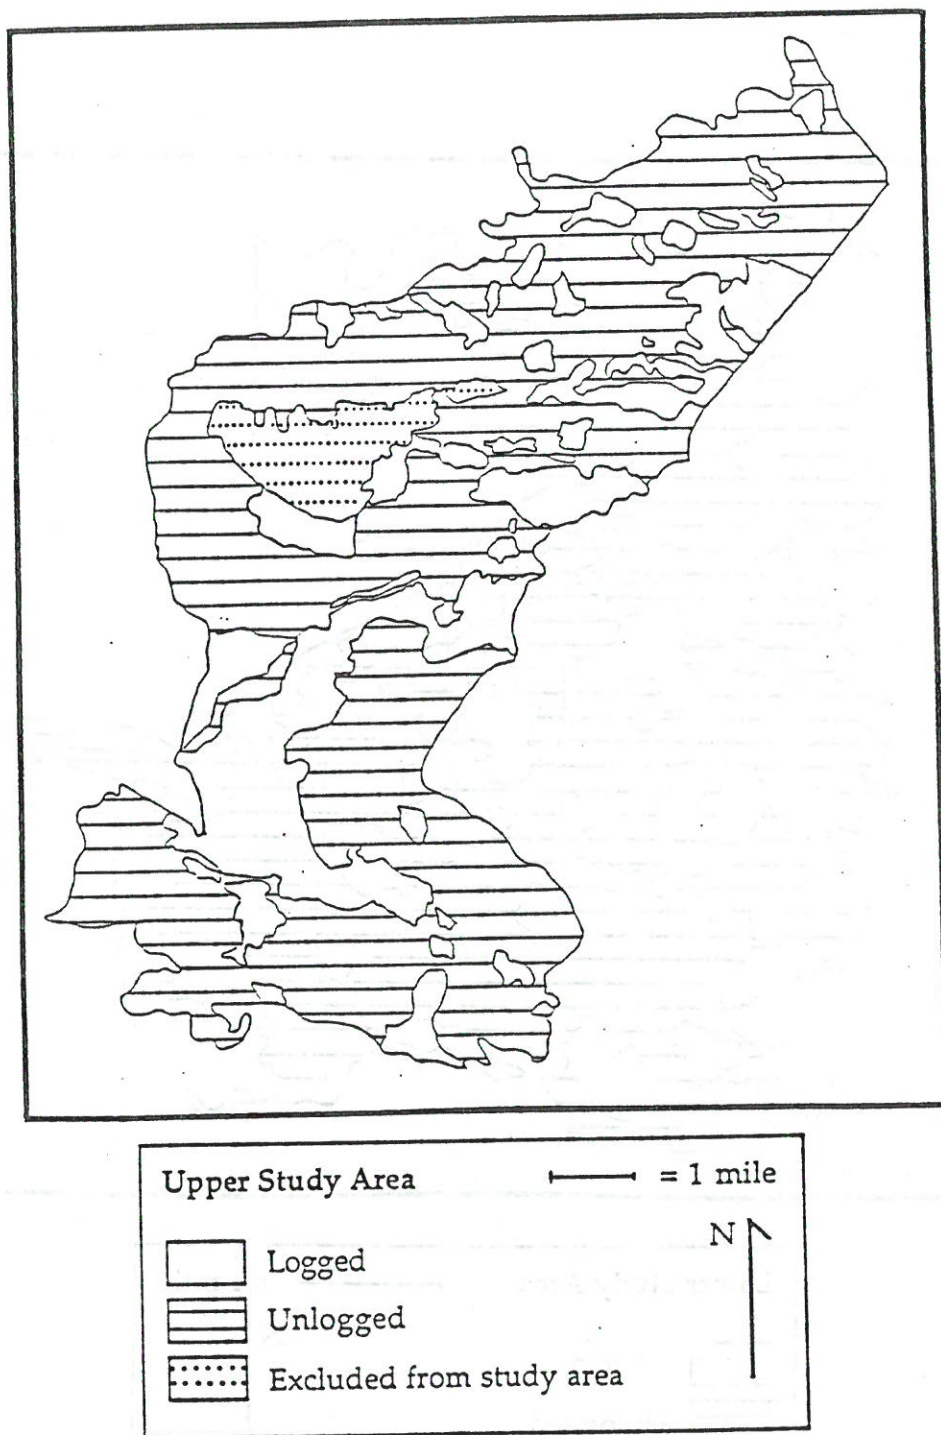 Upper Study Area = 1 mile
N
Logged
Unlogged
Excluded from study area